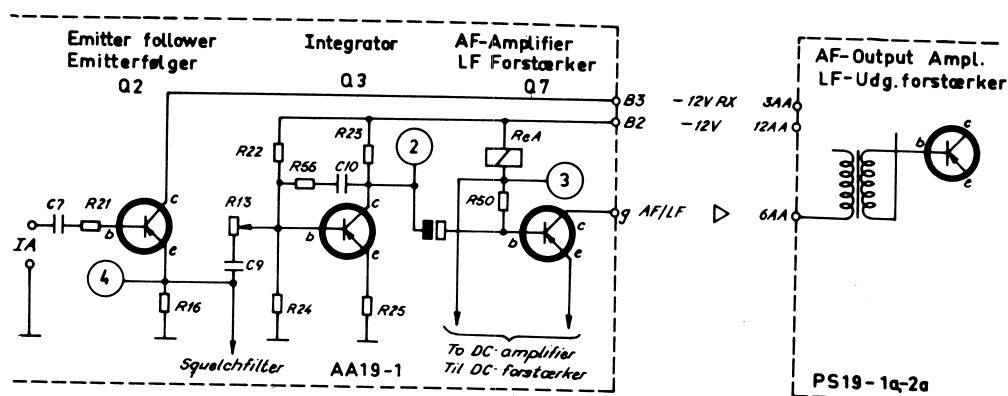 Emitter follower
Emitterfølger
Q2
Integrator
Q3
AF-Amplifier
LF Forstærker
Q7
AF-Output Ampl.
LF-Udg.forstærker
B3 -12V RX 3AA
B2 -12V 12AA
R22
R23
ReA
R56
C10
2
3
R50
C7
R21
b
c
e
R13
b
c
e
b
c
e
g AF/LF
6AA
b
c
e
IA
C9
4
R16
R24
R25
Squelchfilter
AA19-1
To DC-amplifier
Til DC-forstærker
PS19-1a,-2a